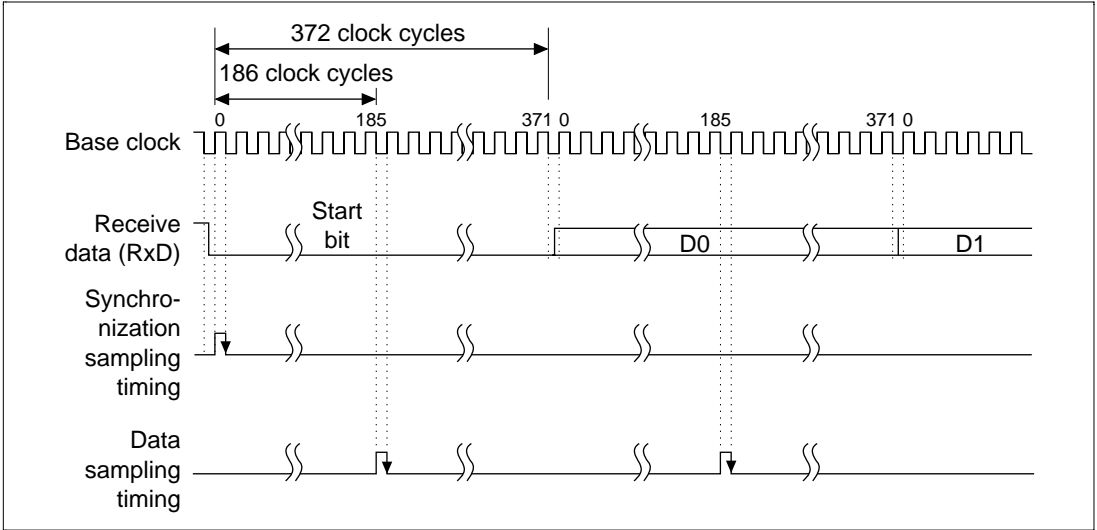 372 clock cycles
186 clock cycles
0 185 371 0 185 371 0
Base clock
Receive
data (RxD)
Start
bit
D0 D1
Synchro-
nization
sampling
timing
Data
sampling
timing